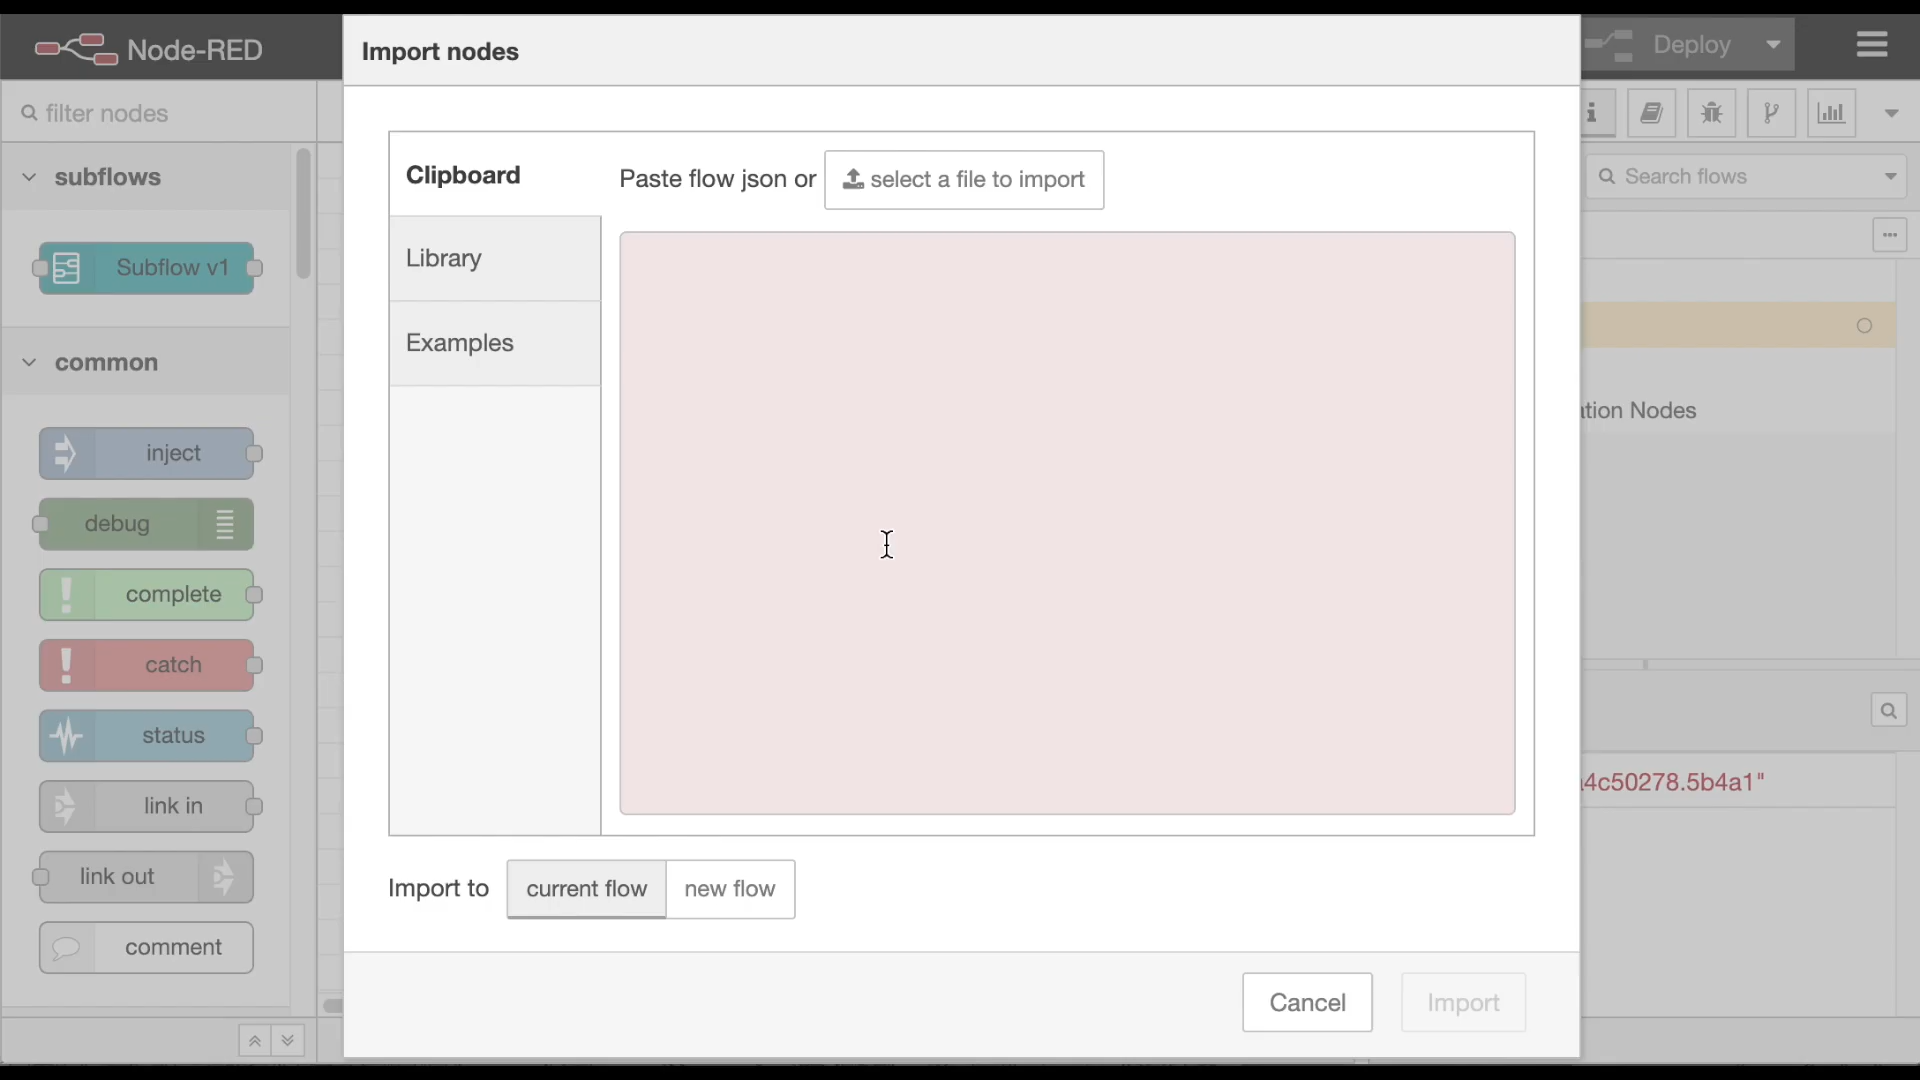 Node-RED
Import nodes
Deploy
filter nodes
Clipboard
Paste flow json or
select a file to import
Search flows
subflows
Library
Subflow v1
Examples
common
Nodes
inject
debug
complete
catch
status
4c50278.5b4a1"
link in
link out
Import to
current flow
new flow
comment
Cancel
Import